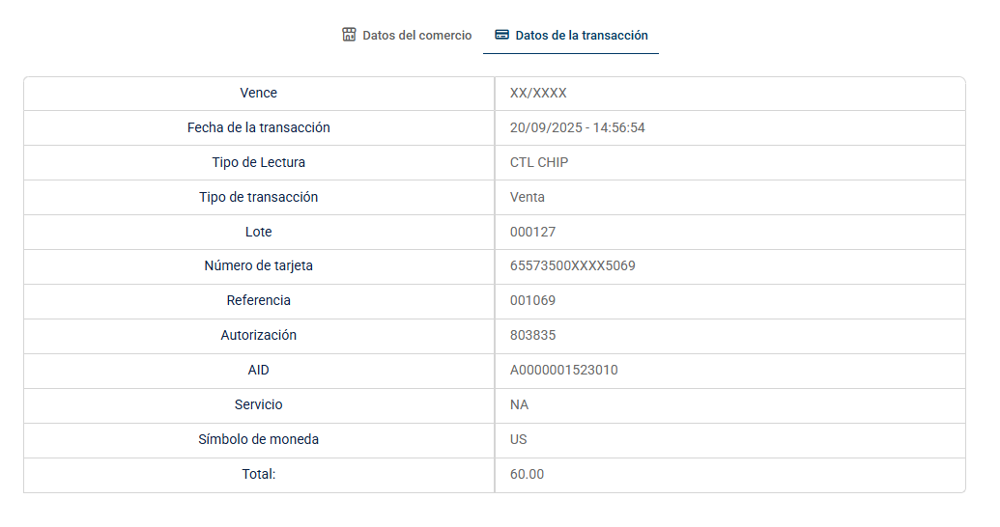 Datos del comercio Datos de la transacción
Vence XX/XXXX
Fecha de la transacción 20/09/2025 - 14:56:54
Tipo de Lectura CTL CHIP
Tipo de transacción Venta
Lote 000127
Número de tarjeta 65573500XXXX5069
Referencia 001069
Autorización 803835
AID A0000001523010
Servicio NA
Símbolo de moneda US
Total: 60.00